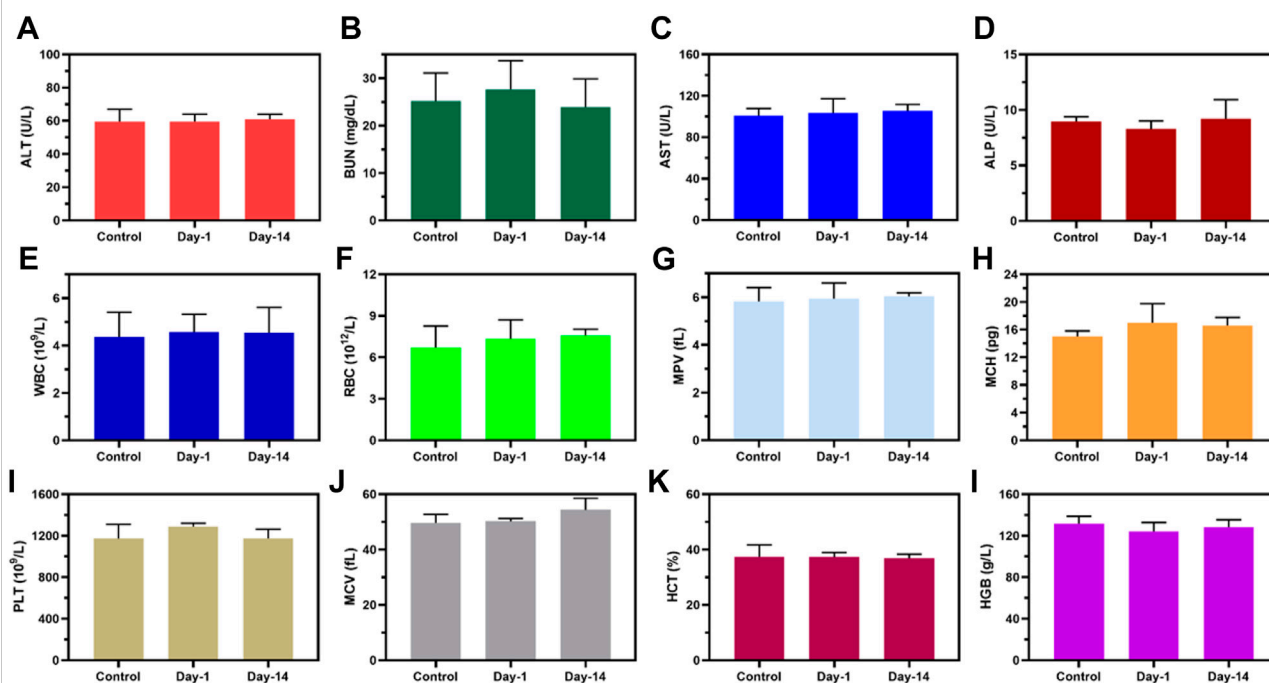 A
ALT (U/L)
100
80
60
40
20
0
Control Day-1 Day-14
B
BUN (mg/dL)
30
20
10
0
Control Day-1 Day-14
C
AST (U/L)
160
120
80
40
0
Control Day-1 Day-14
D
ALP (U/L)
15
10
5
0
Control Day-1 Day-14
E
WBC (10⁹/L)
6
4
2
0
Control Day-1 Day-14
F
RBC (10¹²/L)
12
9
6
3
0
Control Day-1 Day-14
G
MPV (fL)
6
4
2
0
Control Day-1 Day-14
H
MCH (pg)
24
20
16
12
8
4
0
Control Day-1 Day-14
I
PLT (10⁹/L)
1600
1200
800
400
0
Control Day-1 Day-14
J
MCV (fL)
60
40
20
0
Control Day-1 Day-14
K
HCT (%)
60
40
20
0
Control Day-1 Day-14
I
HGB (g/L)
160
120
80
40
0
Control Day-1 Day-14